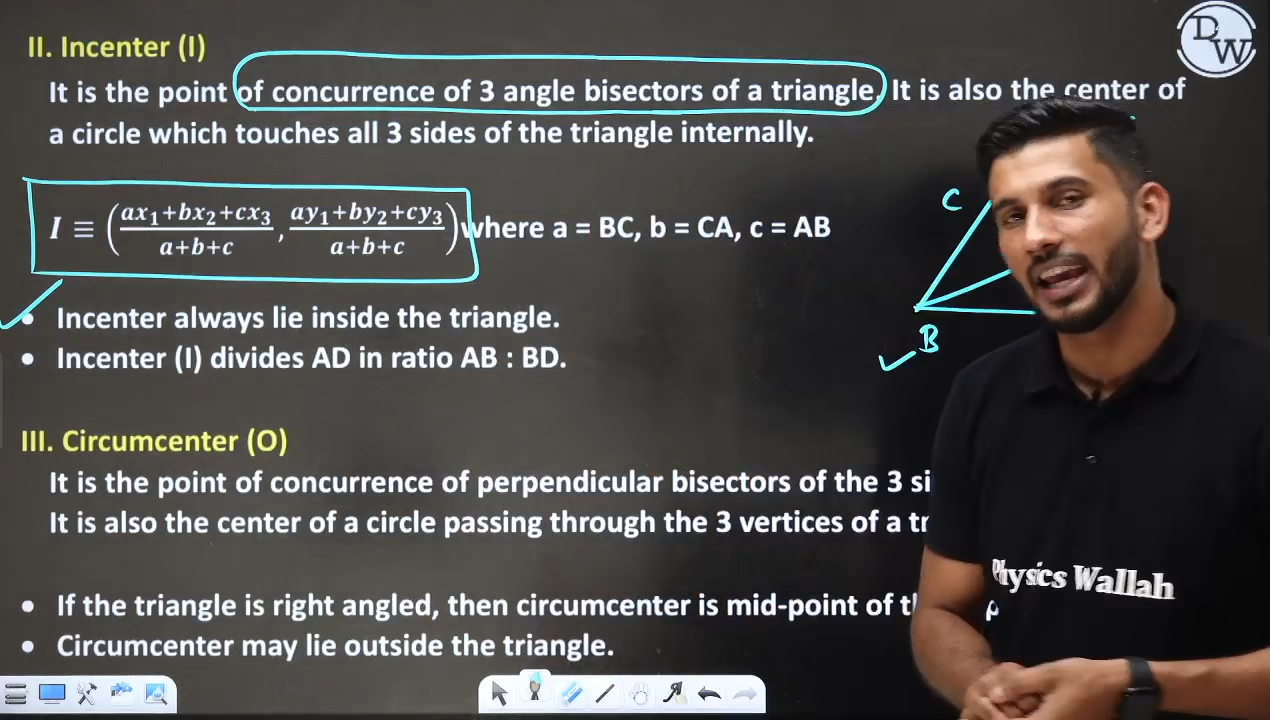 II. Incenter (I)
It is the point of concurrence of 3 angle bisectors of a triangle. It is also the center of
a circle which touches all 3 sides of the triangle internally.
I ≡ (ax₁+bx₂+cx₃ / a+b+c , ay₁+by₂+cy₃ / a+b+c) where a = BC, b = CA, c = AB
• Incenter always lie inside the triangle.
• Incenter (I) divides AD in ratio AB : BD.
C
B
III. Circumcenter (O)
It is the point of concurrence of perpendicular bisectors of the 3
It is also the center of a circle passing through the 3 vertices of a
• If the triangle is right angled, then circumcenter is mid-point of
• Circumcenter may lie outside the triangle.
Physics Wallah
PW